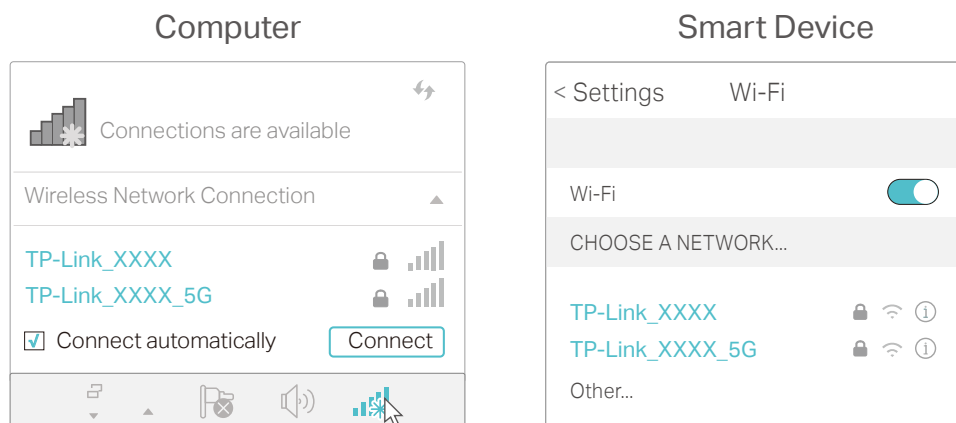 Computer
Connections are available
Wireless Network Connection
TP-Link_XXXX
TP-Link_XXXX_5G
Connect automatically Connect
Smart Device
< Settings Wi-Fi
Wi-Fi
CHOOSE A NETWORK...
TP-Link_XXXX
TP-Link_XXXX_5G
Other...